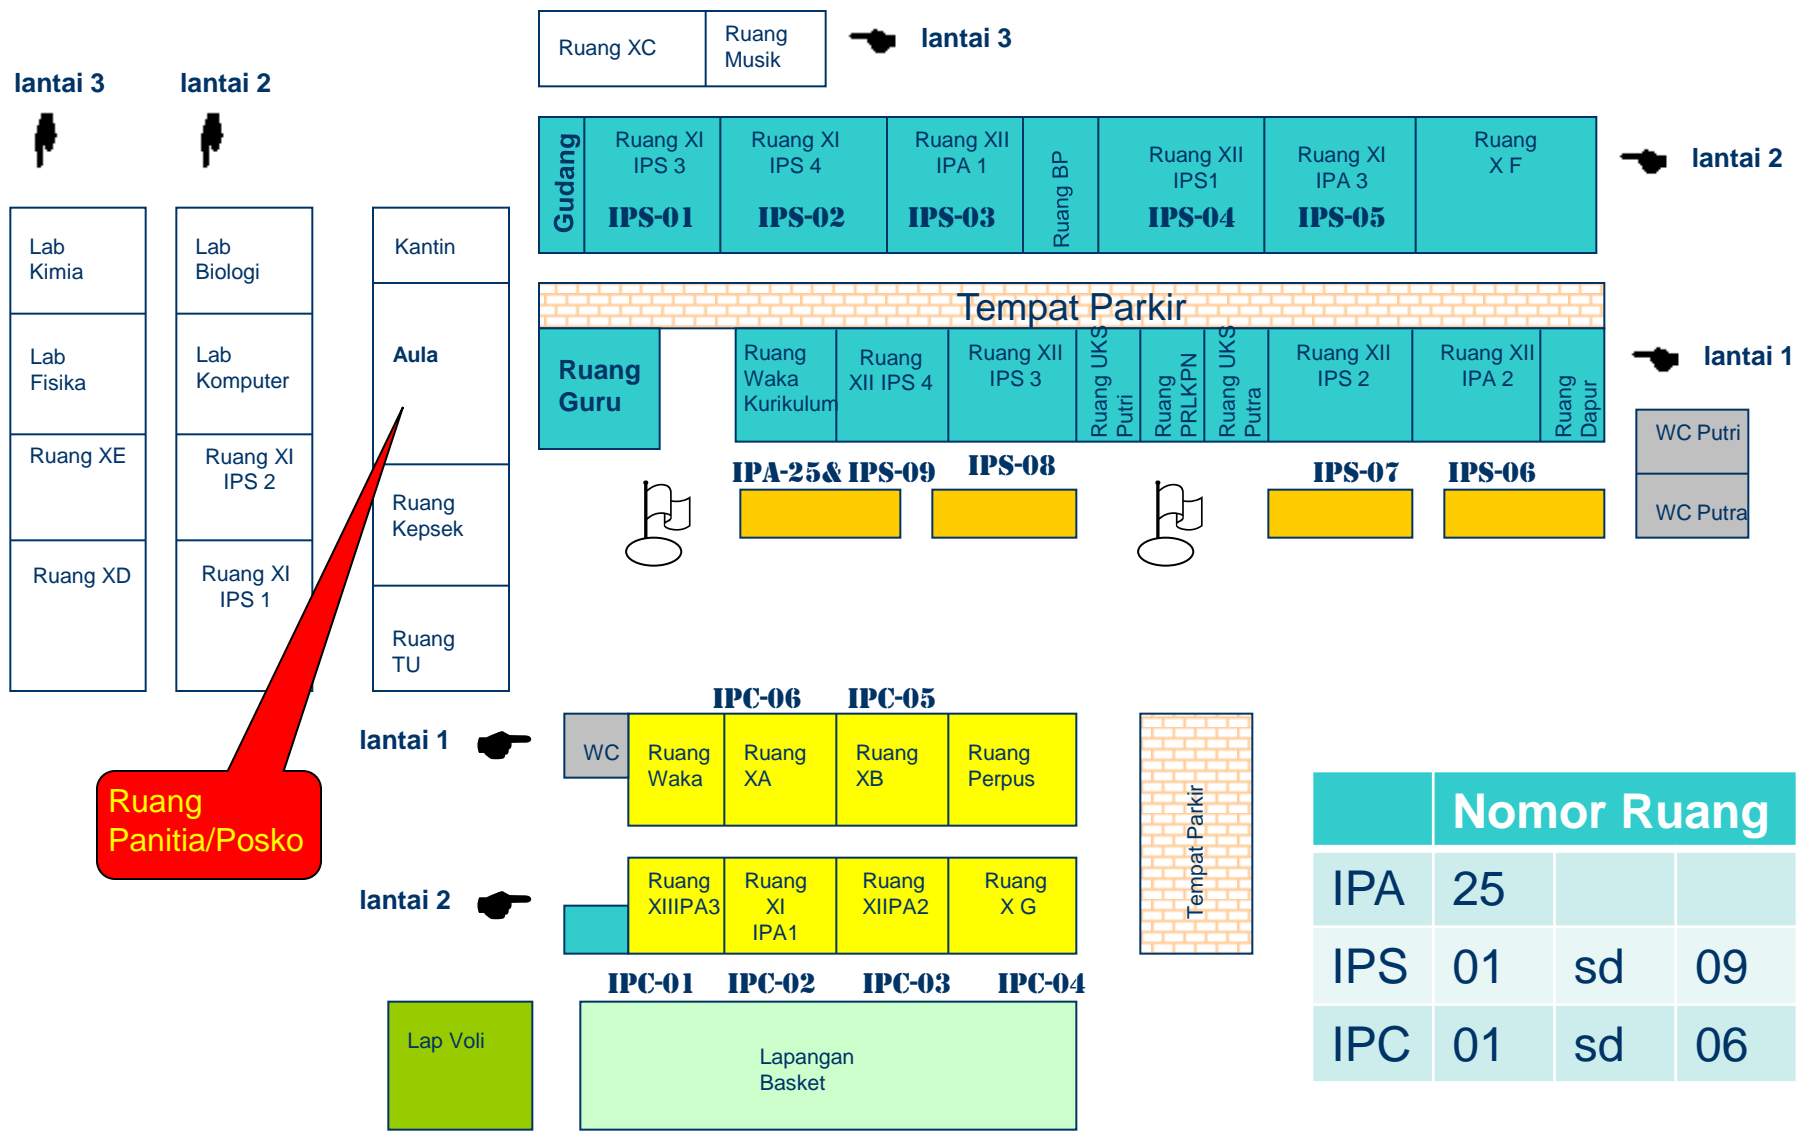 Ruang XC
Ruang
Musik
lantai 3
lantai 3
lantai 2
Gudang
Ruang XI
IPS 3
IPS-01
Ruang XI
IPS 4
IPS-02
Ruang XII
IPA 1
IPS-03
Ruang BP
Ruang XII
IPS1
IPS-04
Ruang XI
IPA 3
IPS-05
Ruang
X F
lantai 2
Lab
Kimia
Lab
Fisika
Ruang XE
Ruang XD
Lab
Biologi
Lab
Komputer
Ruang XI
IPS 2
Ruang XI
IPS 1
Kantin
Aula
Ruang
Kepsek
Ruang
TU
Tempat Parkir
Ruang
Guru
Ruang
Waka
Kurikulum
Ruang
XII IPS 4
Ruang XII
IPS 3
Ruang UKS
Putri
Ruang
PRLKPN
Ruang UKS
Putra
Ruang XII
IPS 2
Ruang XII
IPA 2
Ruang
Dapur
lantai 1
WC Putri
WC Putra
IPA-25& IPS-09
IPS-08
IPS-07
IPS-06
IPC-06
IPC-05
lantai 1
WC
Ruang
Waka
Ruang
XA
Ruang
XB
Ruang
Perpus
Tempat Parkir
Ruang
Panitia/Posko
lantai 2
Ruang
XIIIPA3
Ruang
XI
IPA1
Ruang
XIIPA2
Ruang
X G
IPC-01
IPC-02
IPC-03
IPC-04
Lap Voli
Lapangan
Basket
Nomor Ruang
IPA 25
IPS 01 sd 09
IPC 01 sd 06